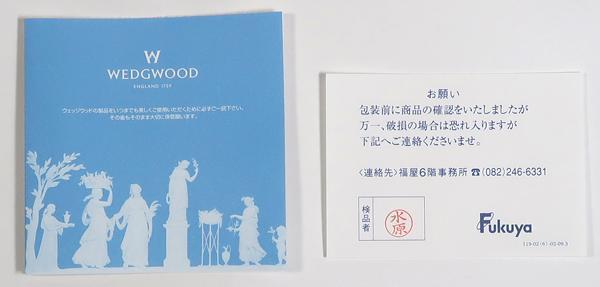 W
WEDGWOOD
ENGLAND 1759
ウェッジウッドの製品をいつまでも美しくご使用いただくために必ずご一読下さい。
その後もそのまま大切に保管願います。
お願い
包装前に商品の確認をいたしましたが
万一、破損の場合は恐れ入りますが
下記へご連絡くださいませ。
〈連絡先〉福屋6階事務所 ☎(082)246-6331
検品者
水原
Fukuya
119-02(6)-02-09.3